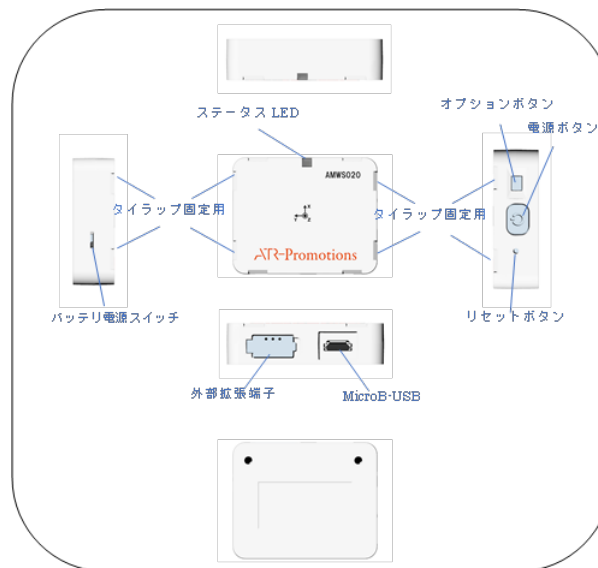 ステータス LED
オプションボタン
電源ボタン
AMWS020
タイラップ固定用
タイラップ固定用
ATR-Promotions
バッテリ電源スイッチ
リセットボタン
外部拡張端子
MicroB-USB